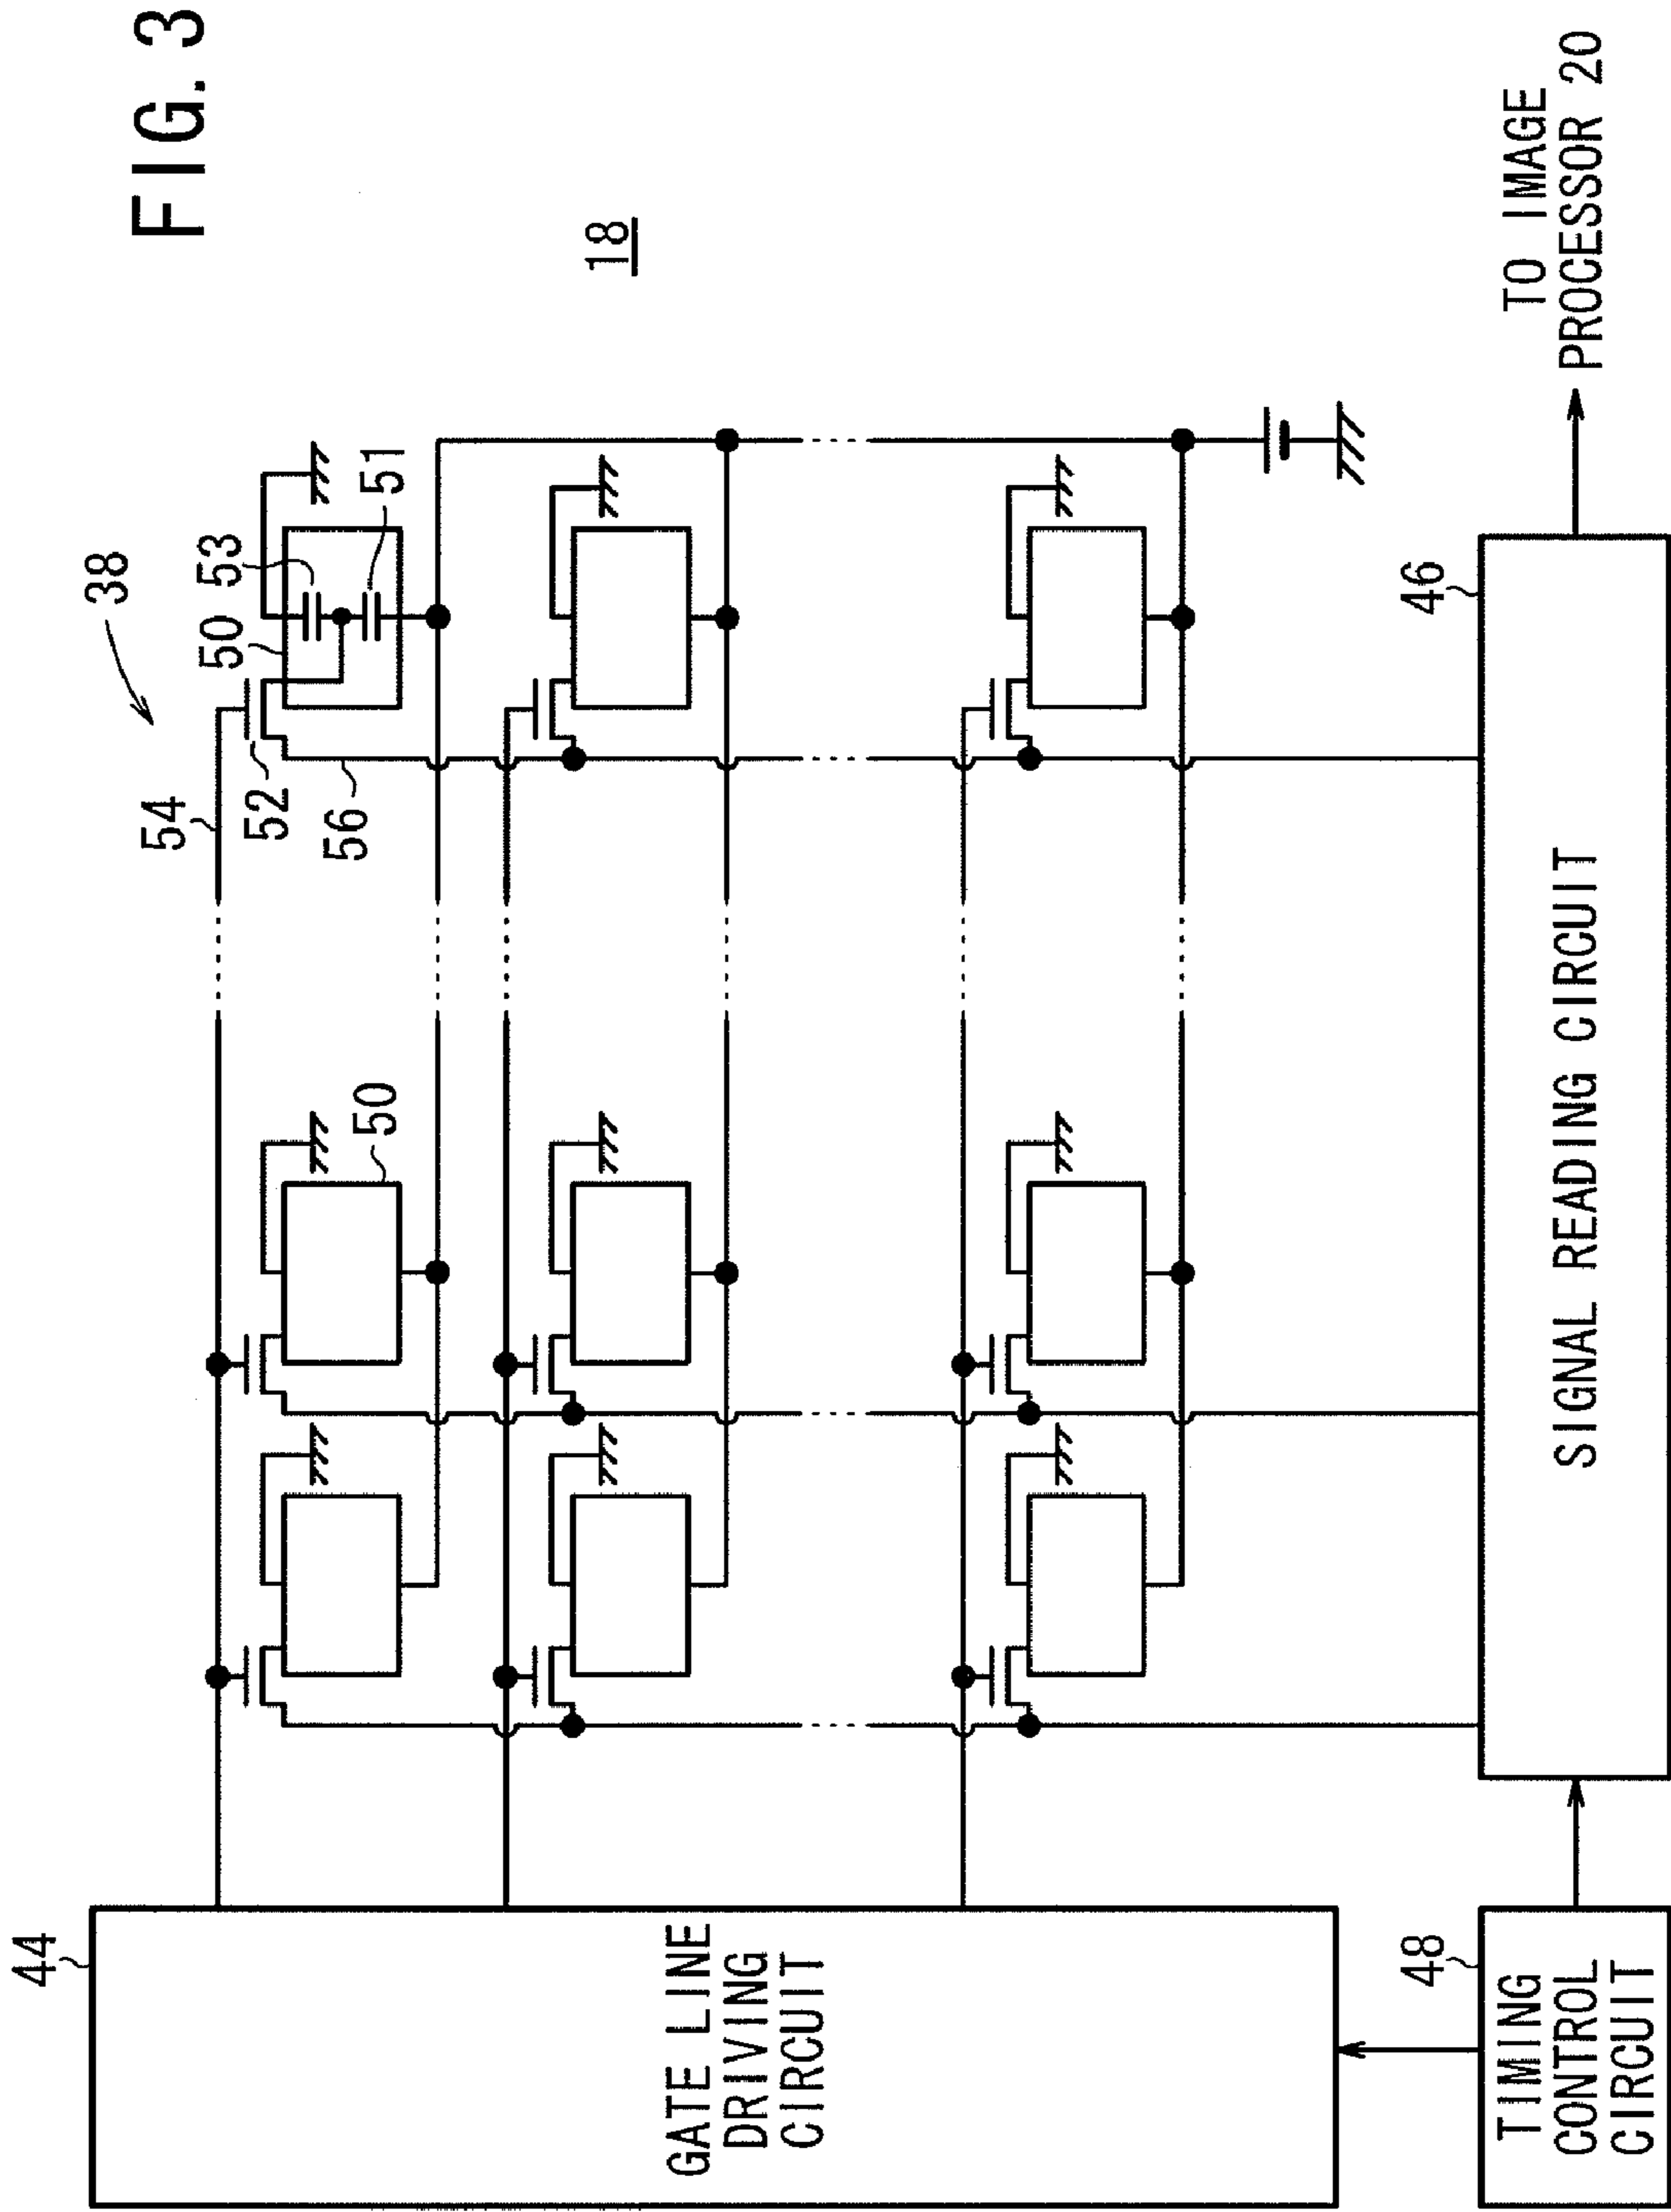 FIG. 3
18
38
44
54
52
56
50
53
51
50
GATE LINE
DRIVING
CIRCUIT
48
TIMING
CONTROL
CIRCUIT
46
SIGNAL READING CIRCUIT
TO IMAGE
PROCESSOR 20